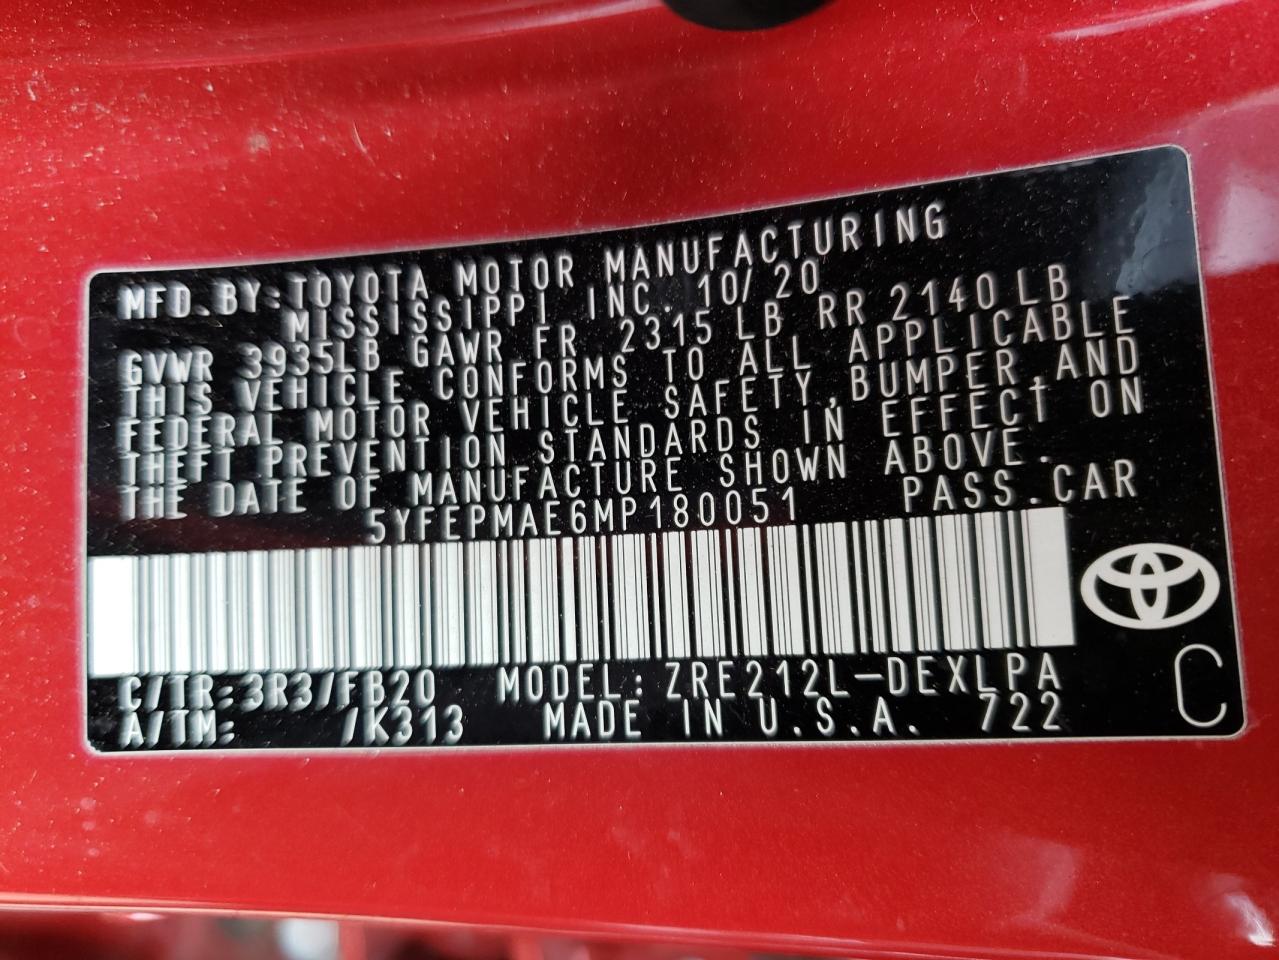 MFD. BY: TOYOTA MOTOR MANUFACTURING
MISSISSIPPI INC. 10/20
GVWR 3935LB GAWR FR 2315 LB RR 2140 LB
THIS VEHICLE CONFORMS TO ALL APPLICABLE
FEDERAL MOTOR VEHICLE SAFETY, BUMPER, AND
THEFT PREVENTION STANDARDS IN EFFECT ON
THE DATE OF MANUFACTURE SHOWN ABOVE.
5YFEPMAE6MP180051 PASS.CAR
C/TR:3R3/FB20 MODEL: ZRE212L-DEXLPA
A/TM: /K313 MADE IN U.S.A. 722
C